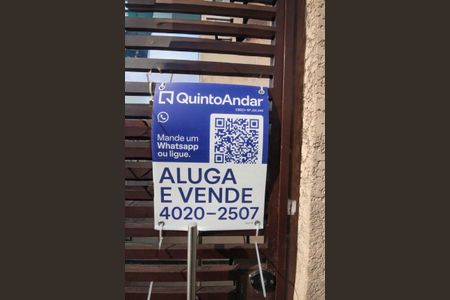 QuintoAndar
Mande um
Whatsapp
ou ligue.
ALUGA
E VENDE
4020-2507